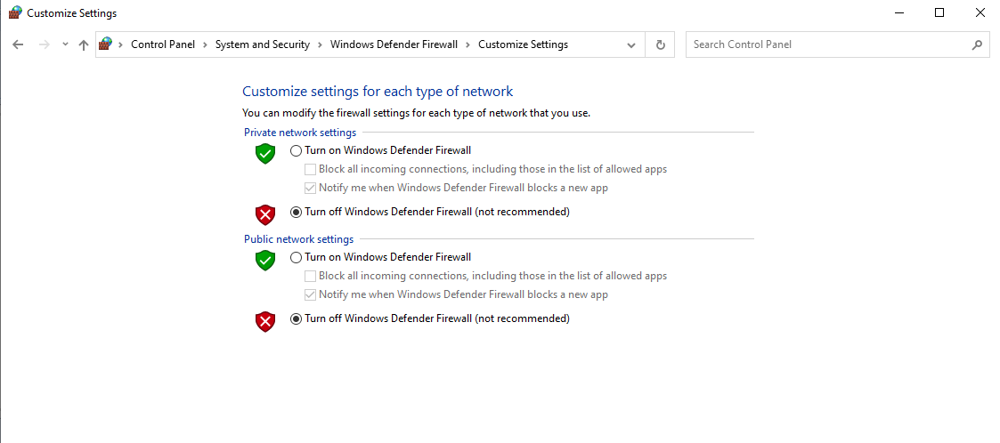 Customize Settings
Control Panel > System and Security > Windows Defender Firewall > Customize Settings
Search Control Panel
Customize settings for each type of network
You can modify the firewall settings for each type of network that you use.
Private network settings
Turn on Windows Defender Firewall
Block all incoming connections, including those in the list of allowed apps
Notify me when Windows Defender Firewall blocks a new app
Turn off Windows Defender Firewall (not recommended)
Public network settings
Turn on Windows Defender Firewall
Block all incoming connections, including those in the list of allowed apps
Notify me when Windows Defender Firewall blocks a new app
Turn off Windows Defender Firewall (not recommended)